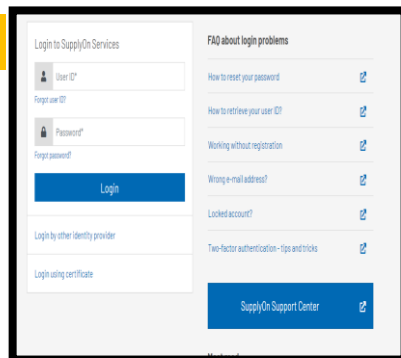 Login to SupplyOn Services
User ID*
Forgot user ID?
Password*
Forgot password?
Login
Login by other identity provider
Login using certificate
FAQ about login problems
How to reset your password
How to retrieve your user ID?
Working without registration
Wrong e-mail address?
Locked account?
Two-factor authentication - tips and tricks
SupplyOn Support Center